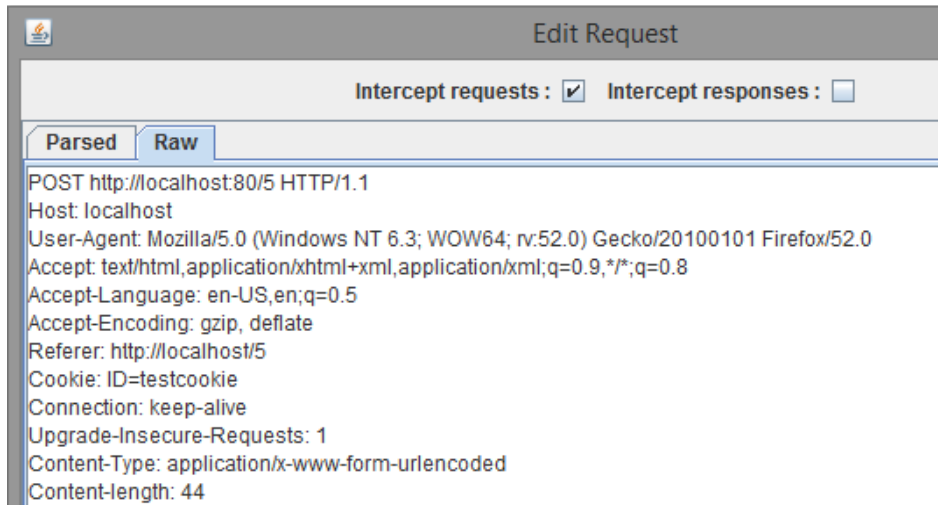 Edit Request
Intercept requests : Intercept responses :
Parsed Raw
POST http://localhost:80/5 HTTP/1.1
Host: localhost
User-Agent: Mozilla/5.0 (Windows NT 6.3; WOW64; rv:52.0) Gecko/20100101 Firefox/52.0
Accept: text/html,application/xhtml+xml,application/xml;q=0.9,*/*;q=0.8
Accept-Language: en-US,en;q=0.5
Accept-Encoding: gzip, deflate
Referer: http://localhost/5
Cookie: ID=testcookie
Connection: keep-alive
Upgrade-Insecure-Requests: 1
Content-Type: application/x-www-form-urlencoded
Content-length: 44